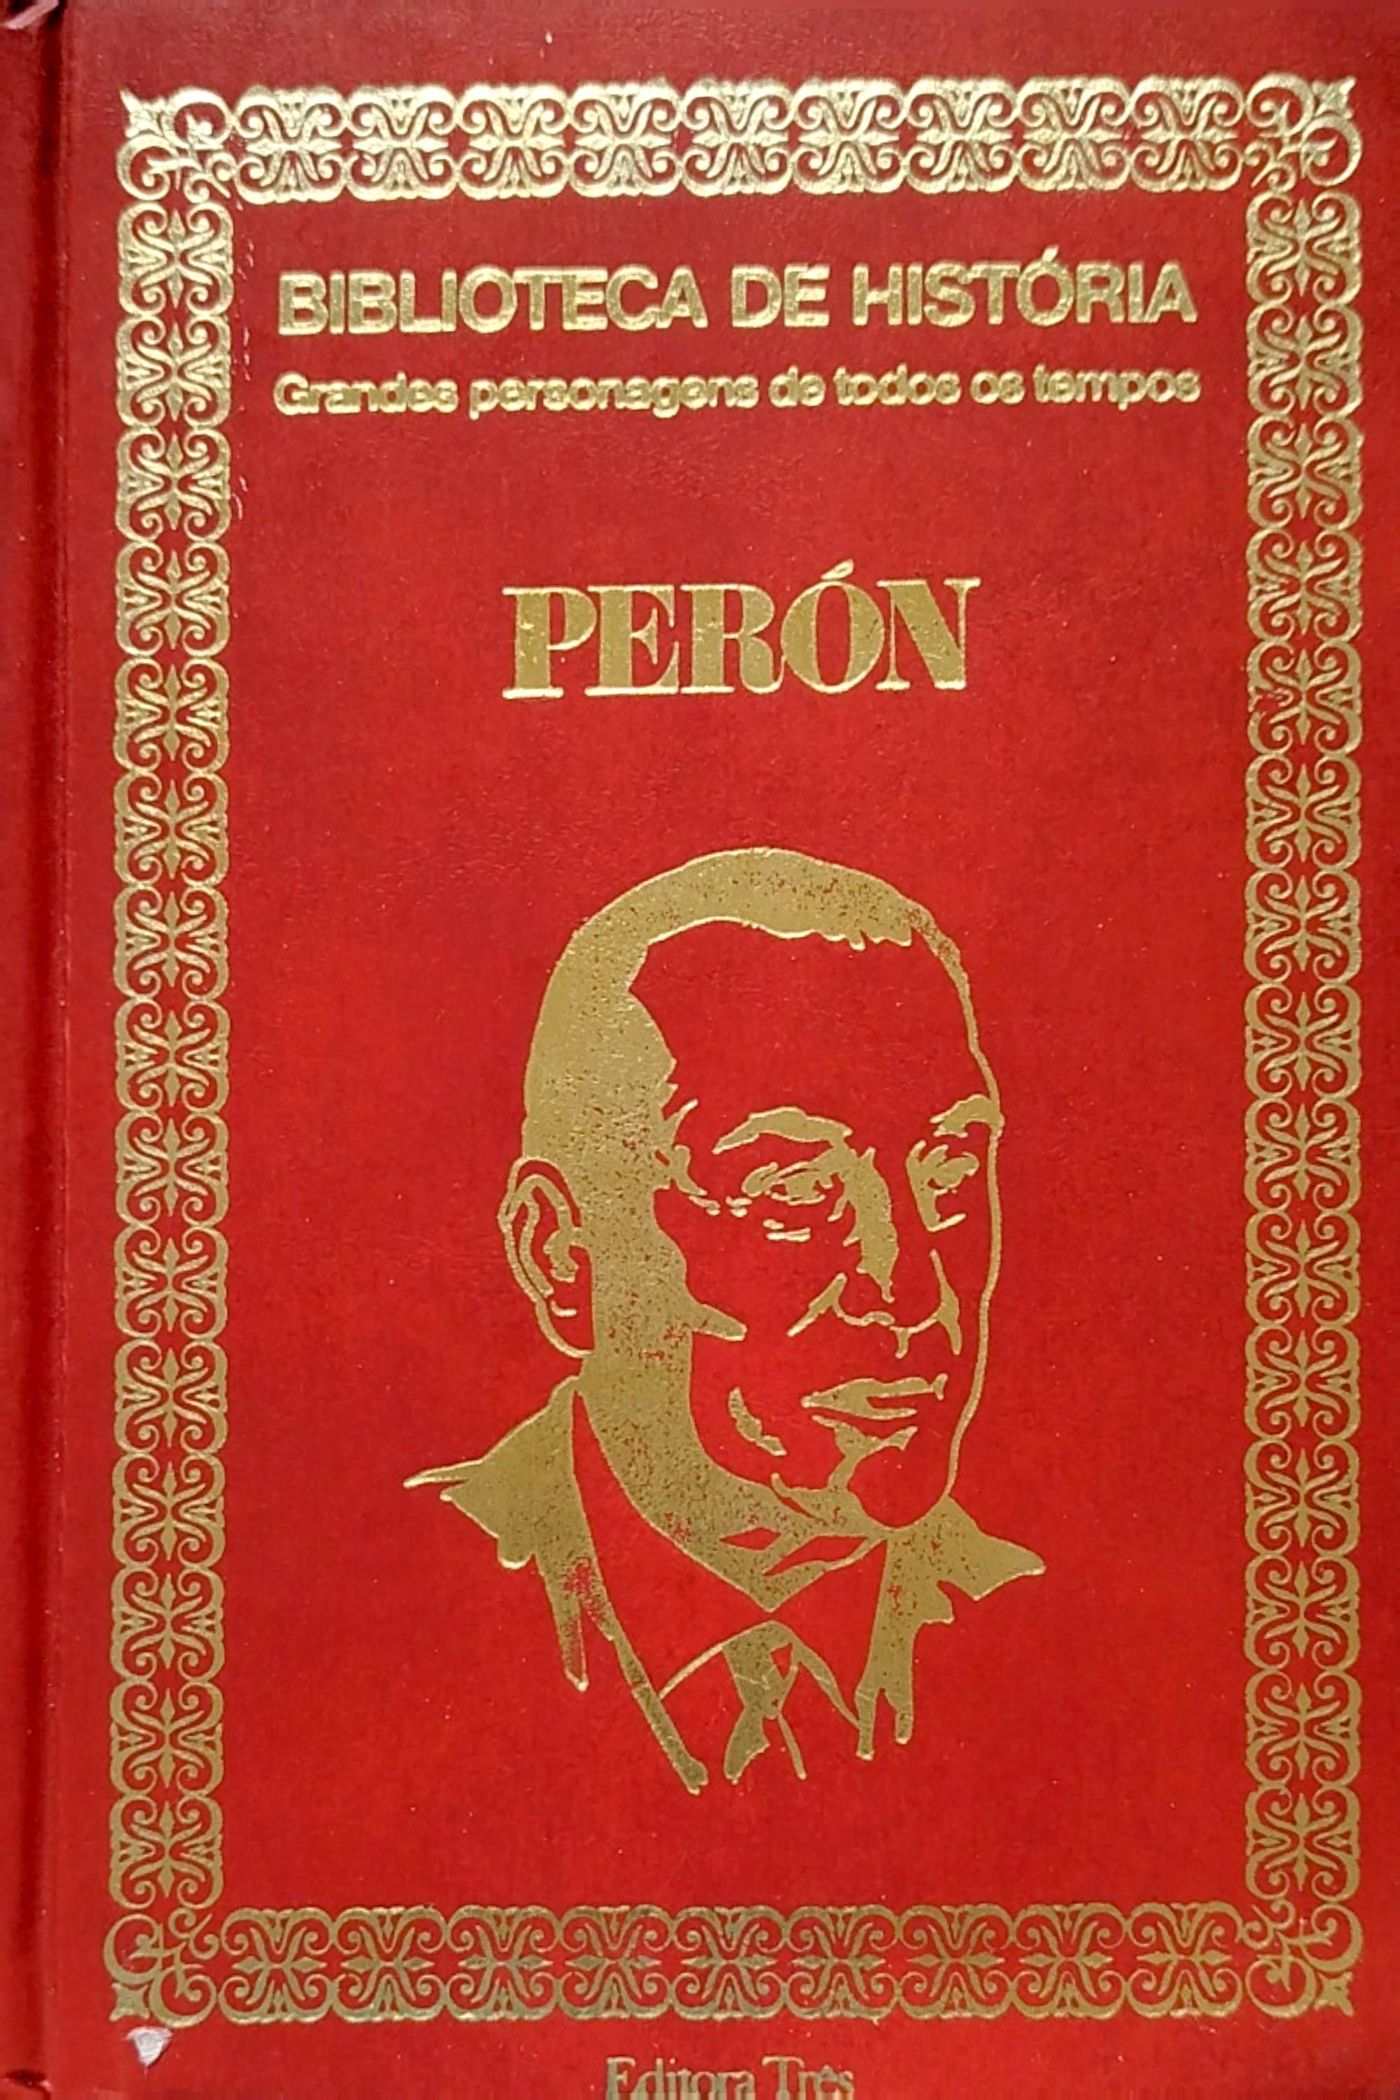 BIBLIOTECA DE HISTÓRIA
Grandes personagens de todos os tempos
PERÓN
Editora Três